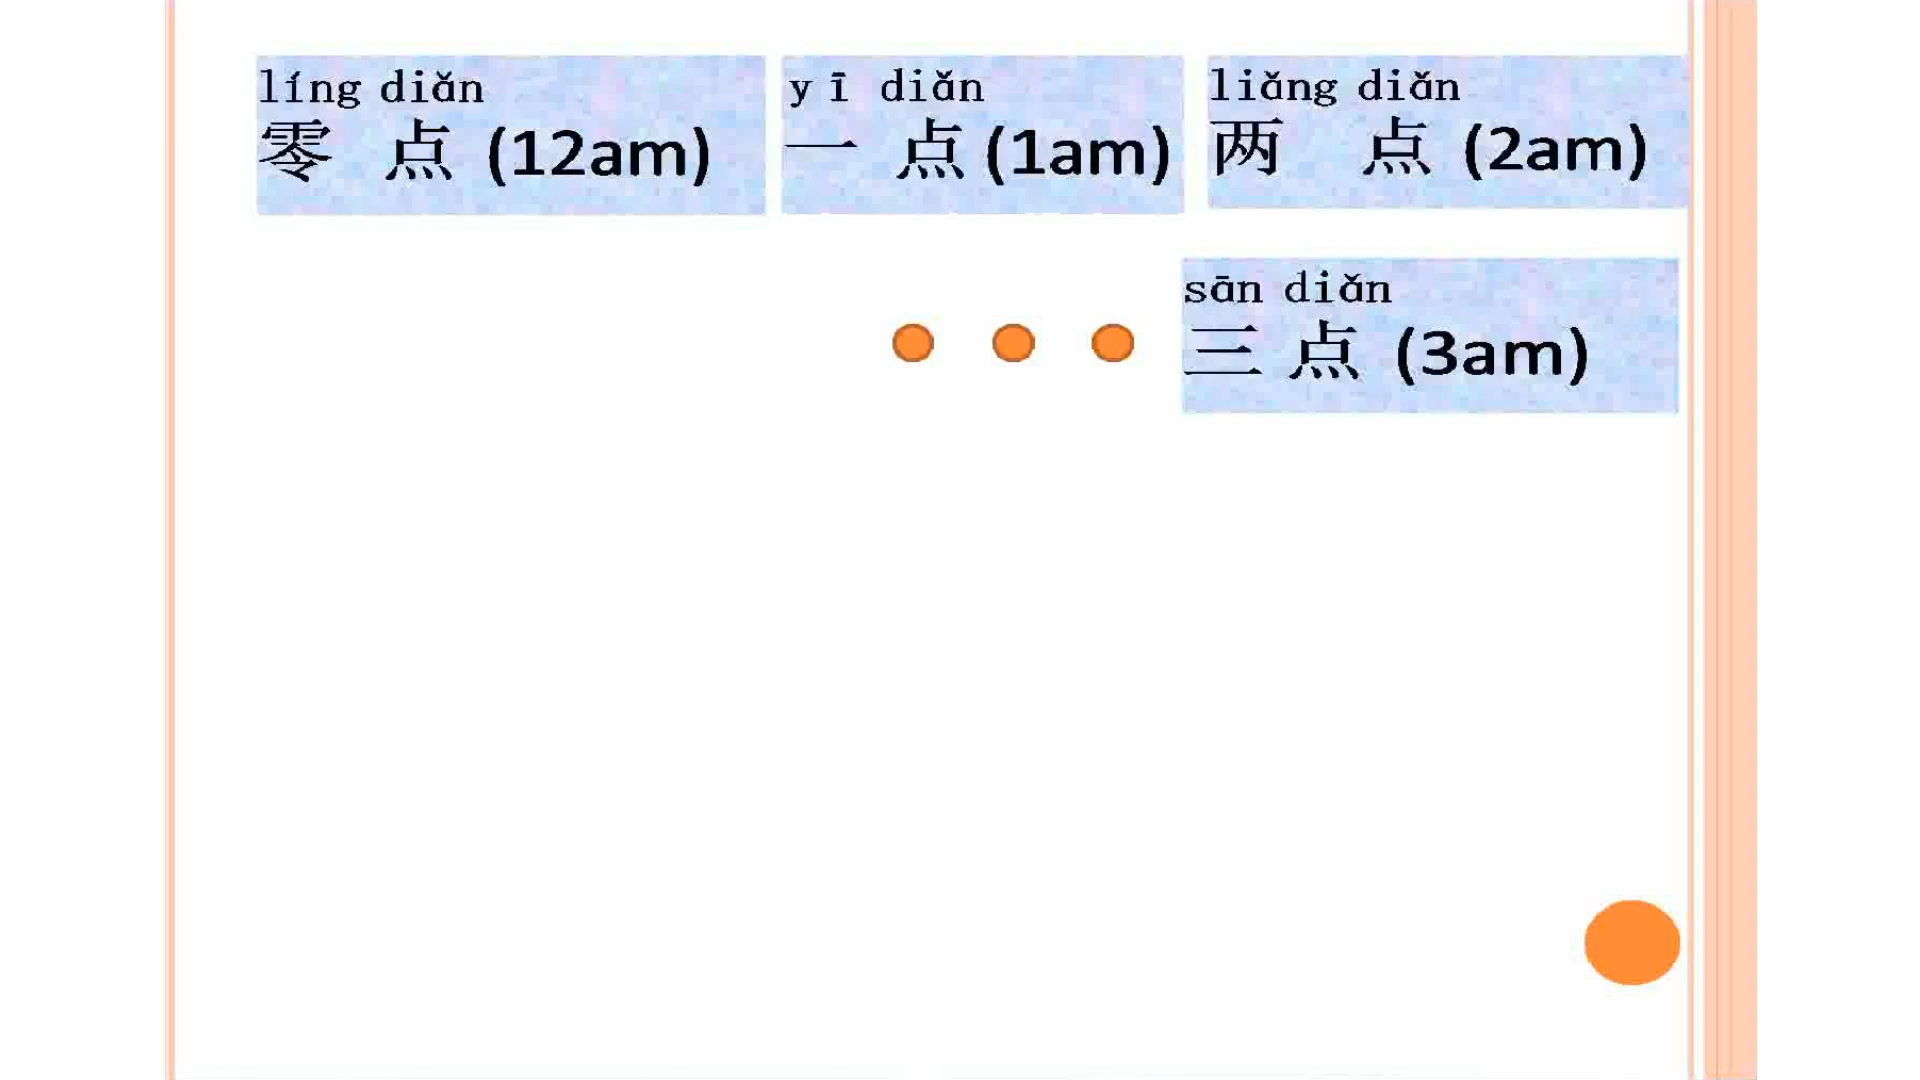 líng diǎn
零 点 (12am)
yī diǎn
一 点 (1am)
liǎng diǎn
两 点 (2am)
sān diǎn
三 点 (3am)